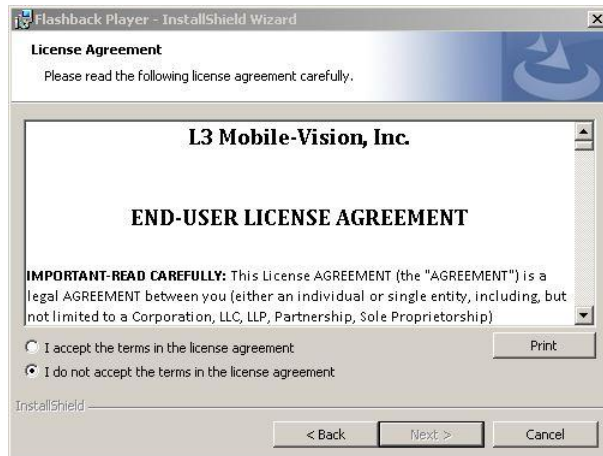 Flashback Player - InstallShield Wizard
License Agreement
Please read the following license agreement carefully.
L3 Mobile-Vision, Inc.
END-USER LICENSE AGREEMENT
IMPORTANT-READ CAREFULLY: This License AGREEMENT (the "AGREEMENT") is a
legal AGREEMENT between you (either an individual or single entity, including, but
not limited to a Corporation, LLC, LLP, Partnership, Sole Proprietorship)
I accept the terms in the license agreement
Print
I do not accept the terms in the license agreement
InstallShield
< Back
Next >
Cancel